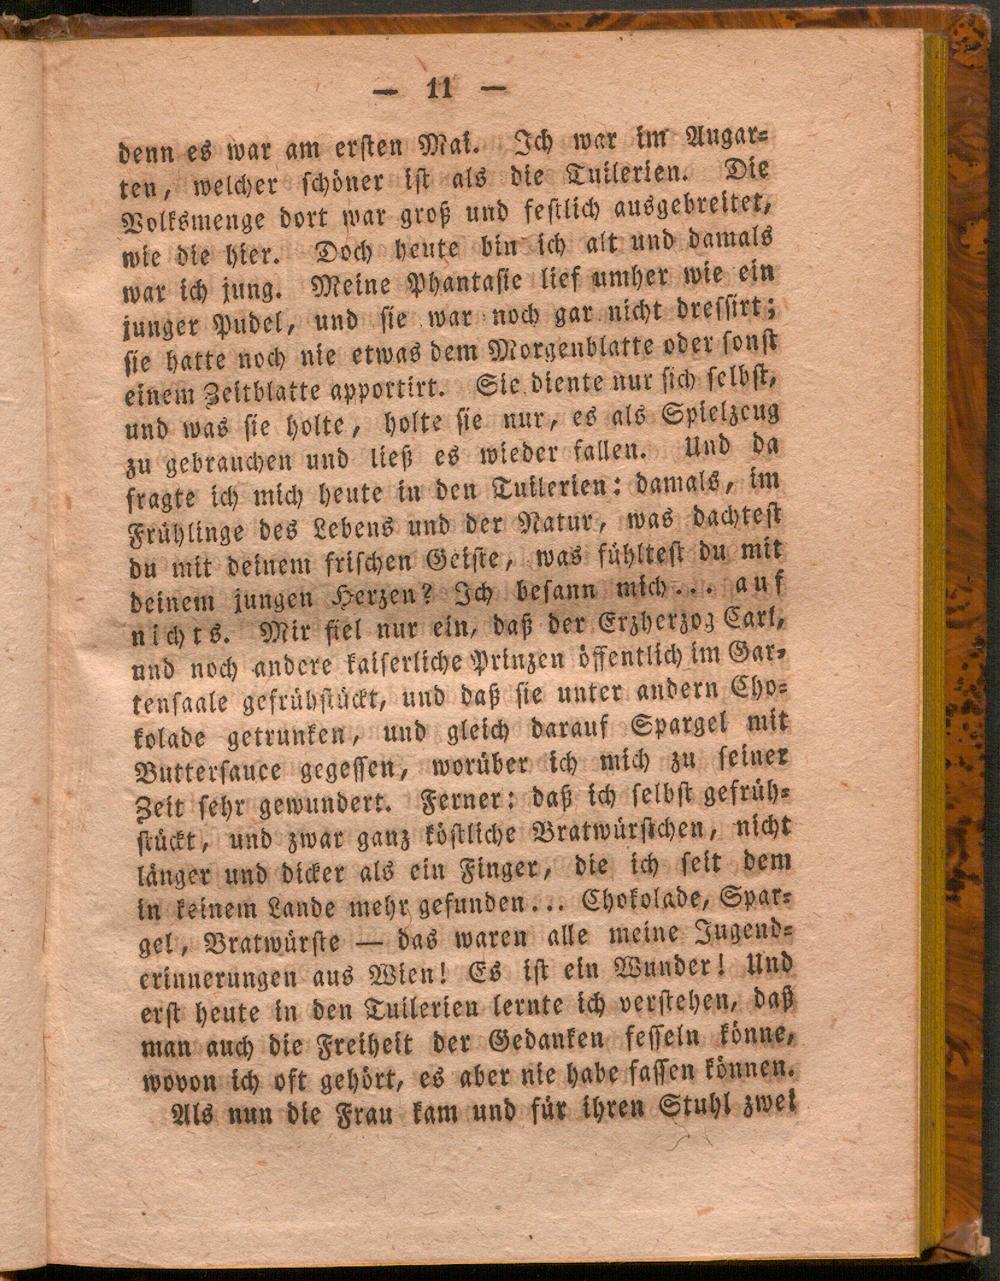 — 11 —
denn es war am ersten Mai. Ich war im Augar-
ten, welcher schöner ist als die Tuilerien. Die
Volksmenge dort war groß und festlich ausgebreitet,
wie die hier. Doch heute bin ich alt und damals
war ich jung. Meine Phantasie lief umher wie ein
junger Pudel, und sie war noch gar nicht dressirt;
sie hatte noch nie etwas dem Morgenblatte oder sonst
einem Zeitblatte apportirt. Sie diente nur sich selbst,
und was sie holte, holte sie nur, es als Spielzeug
zu gebrauchen und ließ es wieder fallen. Und da
fragte ich mich heute in den Tuilerien: damals, im
Frühlinge des Lebens und der Natur, was dachtest
du mit deinem frischen Geiste, was fühltest du mit
deinem jungen Herzen? Ich besann mich... auf
nichts. Mir fiel nur ein, daß der Erzherzog Carl,
und noch andere kaiserliche Prinzen öffentlich im Gar-
tensaale gefrühstückt, und daß sie unter andern Cho-
kolade getrunken, und gleich darauf Spargel mit
Buttersauce gegessen, worüber ich mich zu seiner
Zeit sehr gewundert. Ferner: daß ich selbst gefrüh-
stückt, und zwar ganz köstliche Bratwürstchen, nicht
länger und dicker als ein Finger, die ich seit dem
in keinem Lande mehr gefunden... Chokolade, Spar-
gel, Bratwürste — das waren alle meine Jugend-
erinnerungen aus Wien! Es ist ein Wunder! Und
erst heute in den Tuilerien lernte ich verstehen, daß
man auch die Freiheit der Gedanken fesseln könne,
wovon ich oft gehört, es aber nie habe fassen können.
Als nun die Frau kam und für ihren Stuhl zwei